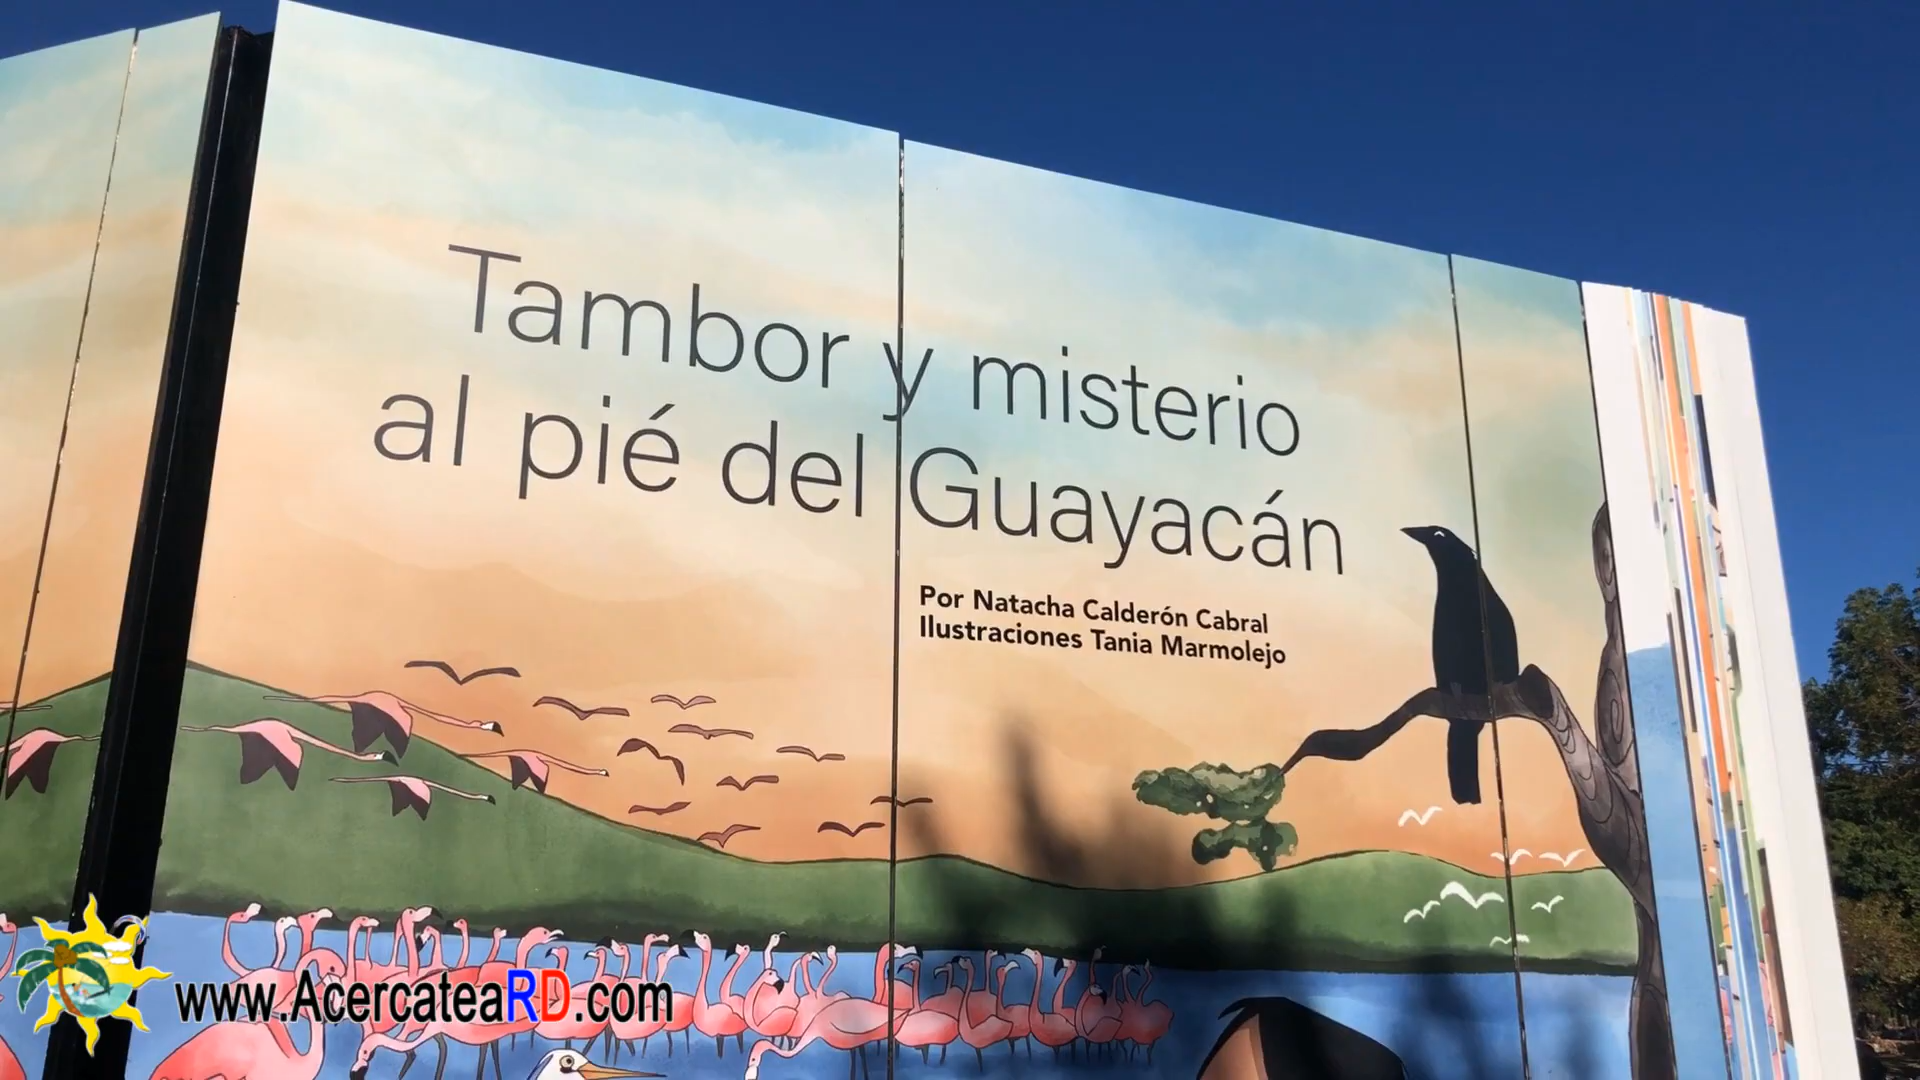 Tambor y misterio
al pié del Guayacán
Por Natacha Calderón Cabral
Ilustraciones Tania Marmolejo
www.AcercateaRD.com